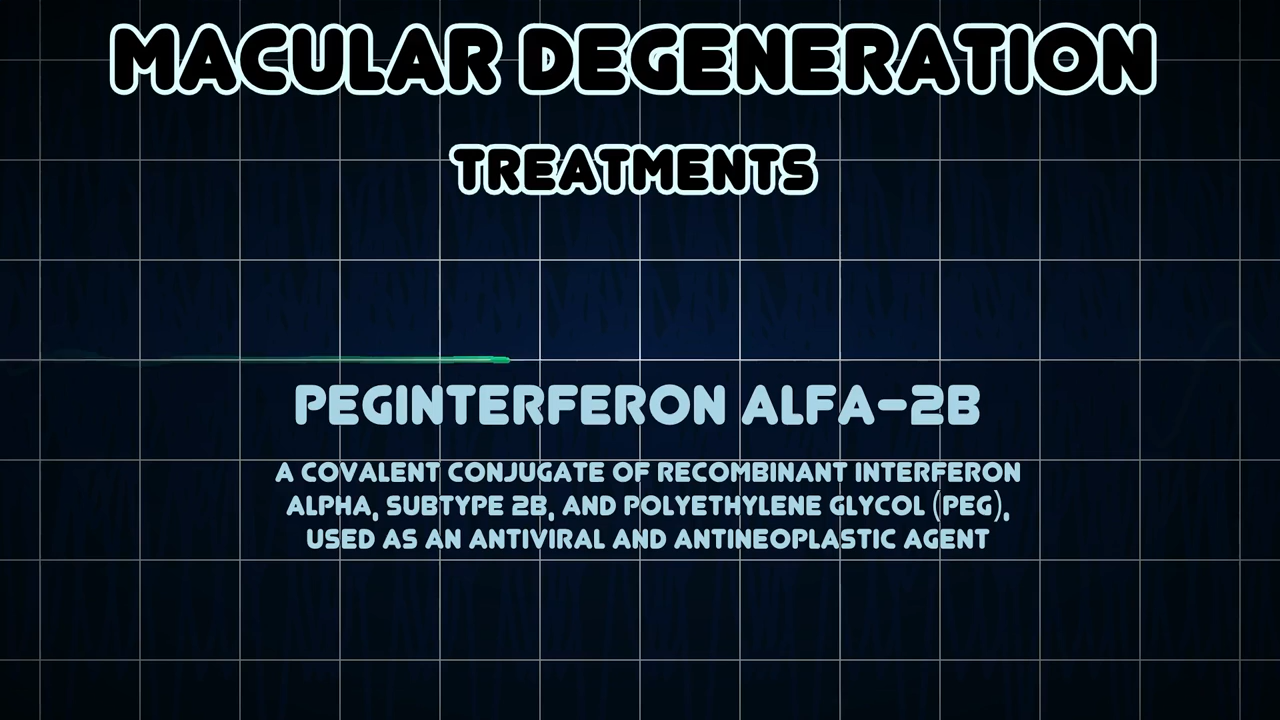 MACULAR DEGENERATION
TREATMENTS
PEGINTERFERON ALFA-2B
A COVALENT CONJUGATE OF RECOMBINANT INTERFERON
ALPHA, SUBTYPE 2B, AND POLYETHYLENE GLYCOL (PEG),
USED AS AN ANTIVIRAL AND ANTINEOPLASTIC AGENT